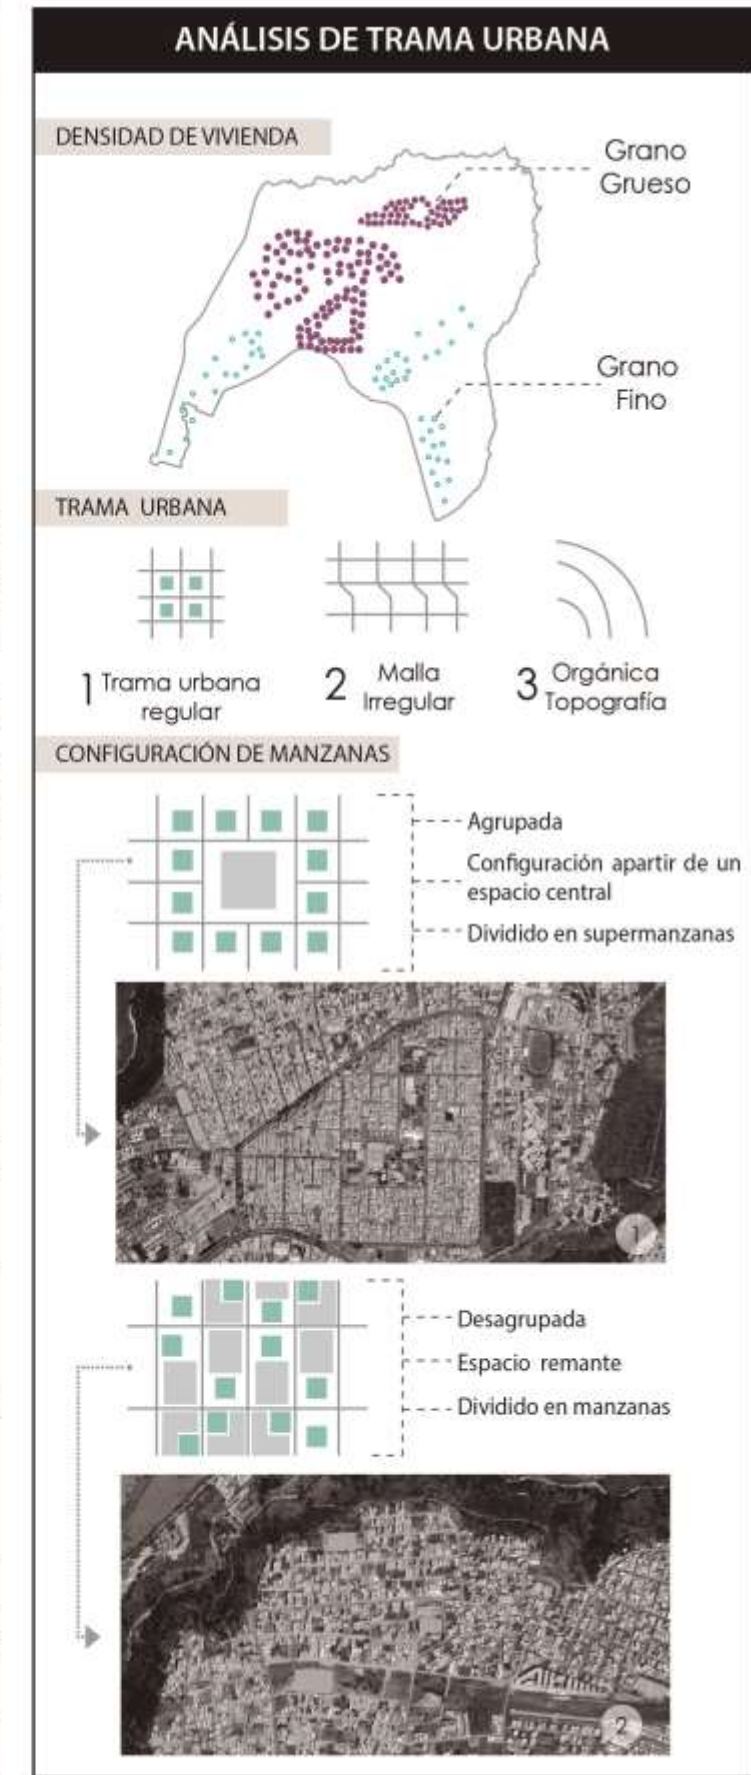 ANÁLISIS DE TRAMA URBANA
DENSIDAD DE VIVIENDA
Grano
Grueso
Grano
Fino
TRAMA URBANA
1 Trama urbana
regular
2 Malla
Irregular
3 Orgánica
Topografía
CONFIGURACIÓN DE MANZANAS
Agrupada
Configuración apartir de un
espacio central
Dividido en supermanzanas
1
Desagrupada
Espacio remante
Dividido en manzanas
2